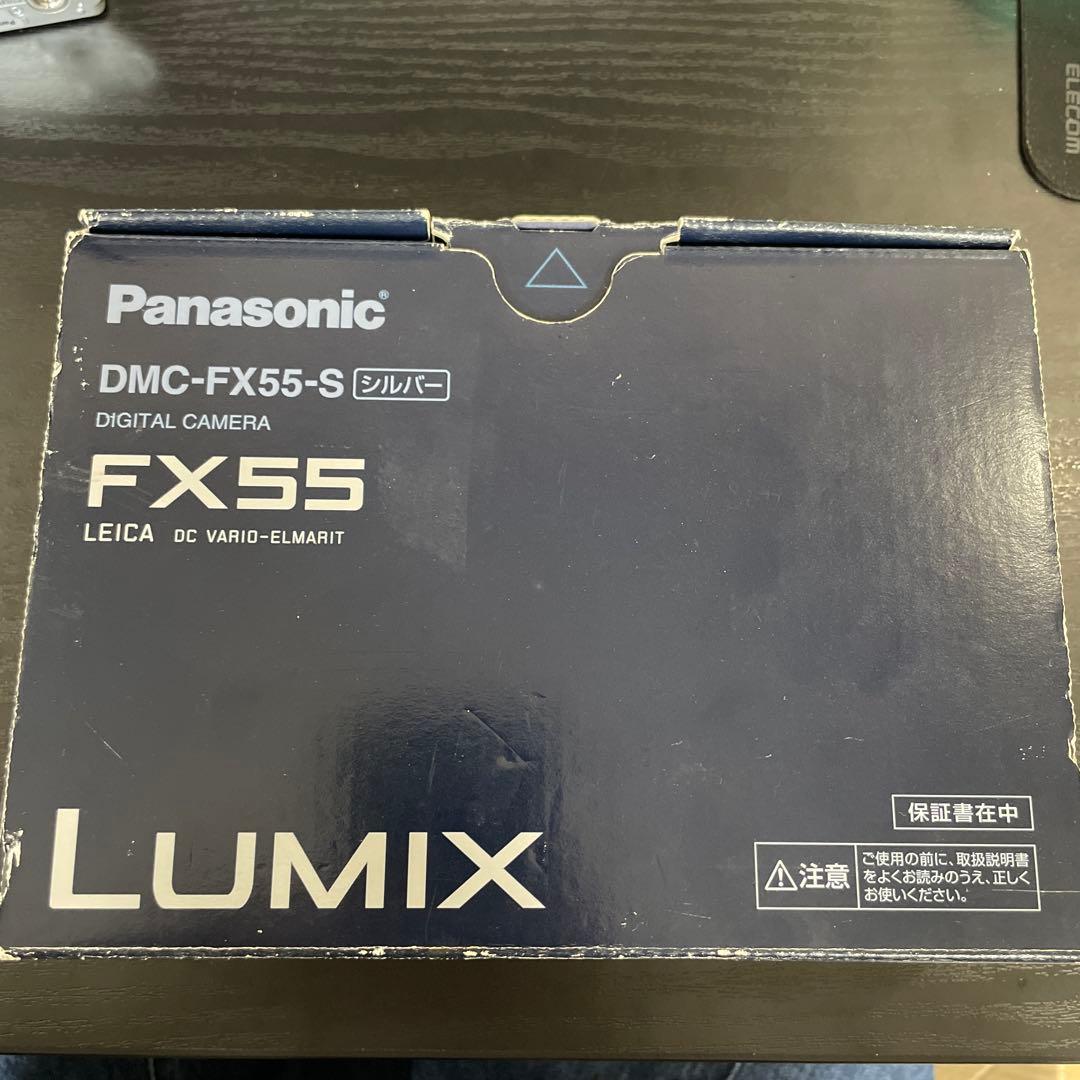 ELECOM
Panasonic®
DMC-FX55-S シルバー
DIGITAL CAMERA
FX55
LEICA DC VARIO-ELMARIT
LUMIX
保証書在中
注意
ご使用の前に、取扱説明書
をよくお読みのうえ、正しく
お使いください。